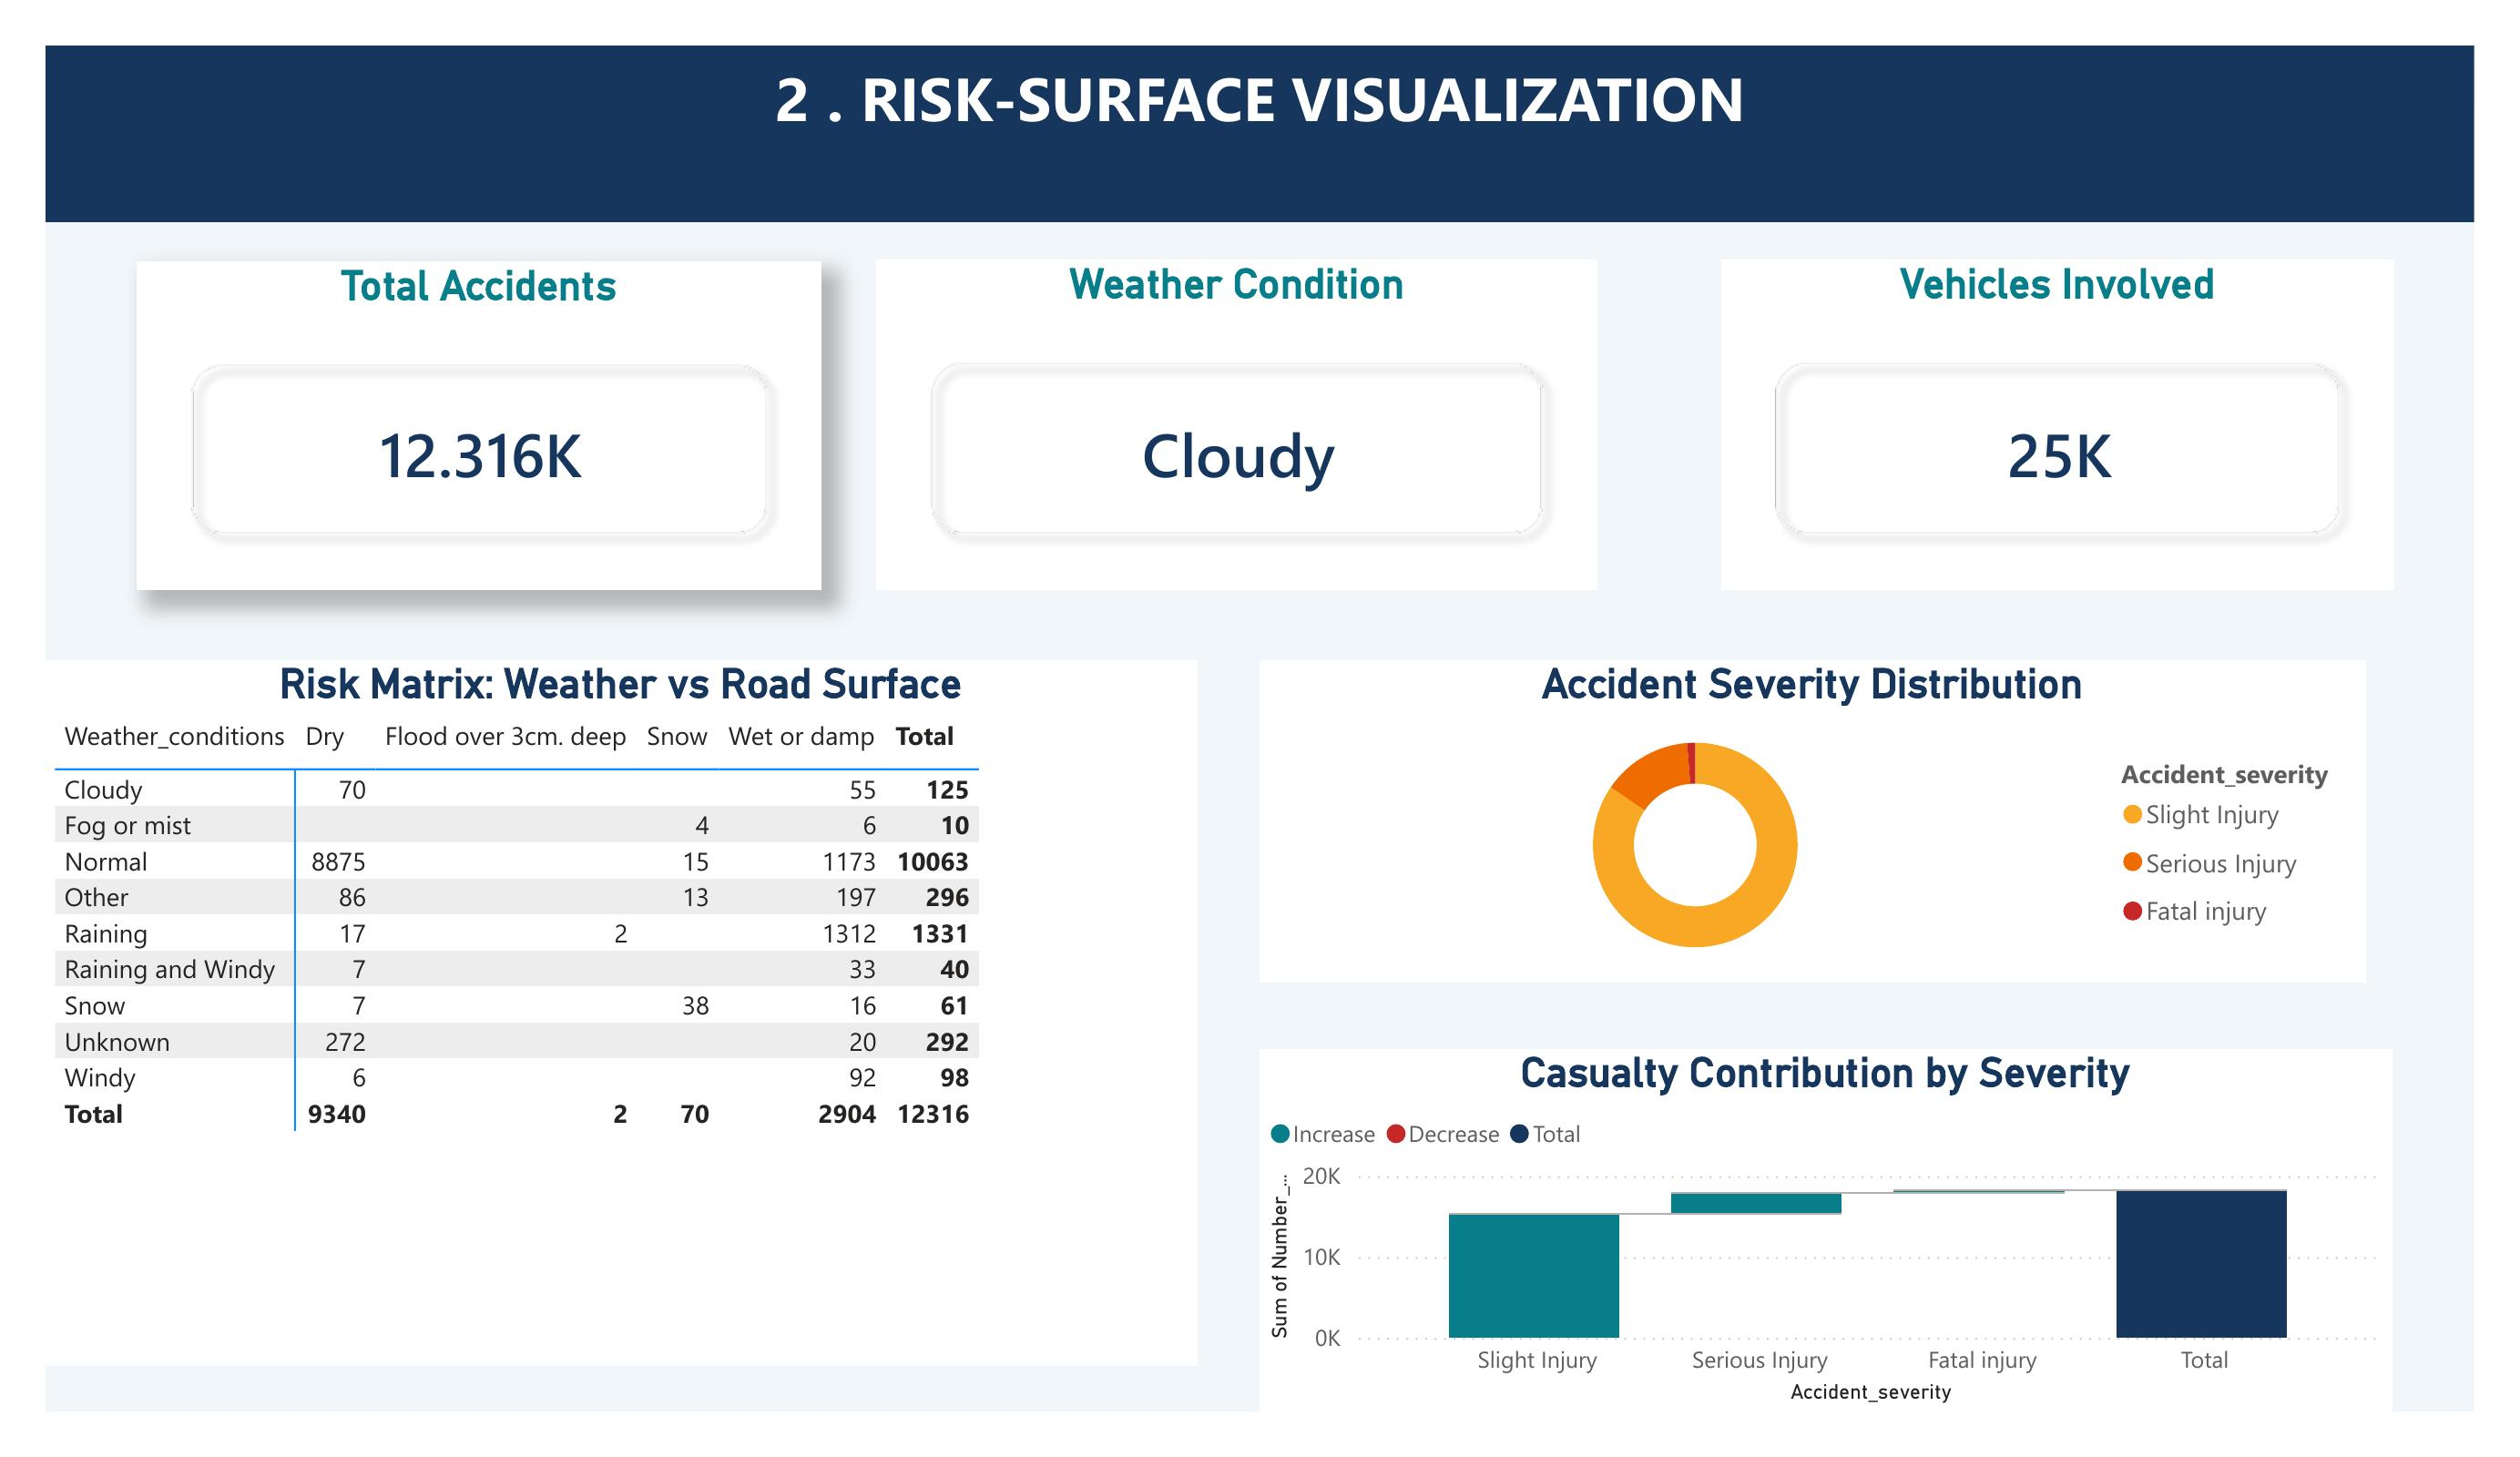 2 . RISK-SURFACE VISUALIZATION
Total Accidents
12.316K
Weather Condition
Cloudy
Vehicles Involved
25K
Risk Matrix: Weather vs Road Surface
Weather_conditions Dry Flood over 3cm. deep Snow Wet or damp Total
Cloudy 70 55 125
Fog or mist 4 6 10
Normal 8875 15 1173 10063
Other 86 13 197 296
Raining 17 2 1312 1331
Raining and Windy 7 33 40
Snow 7 38 16 61
Unknown 272 20 292
Windy 6 92 98
Total 9340 2 70 2904 12316
Accident Severity Distribution
Accident_severity
Slight Injury
Serious Injury
Fatal injury
Casualty Contribution by Severity
Increase Decrease Total
Sum of Number_...
20K
10K
0K
Slight Injury Serious Injury Fatal injury Total
Accident_severity